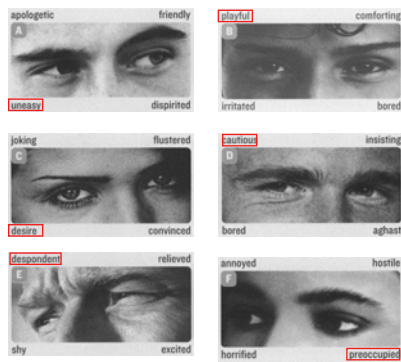 apologetic friendly
A
uneasy dispirited
playful comforting
B
irritated bored
joking flustered
C
desire convinced
cautious insisting
D
bored aghast
despondent relieved
E
shy excited
annoyed hostile
F
horrified preoccupied